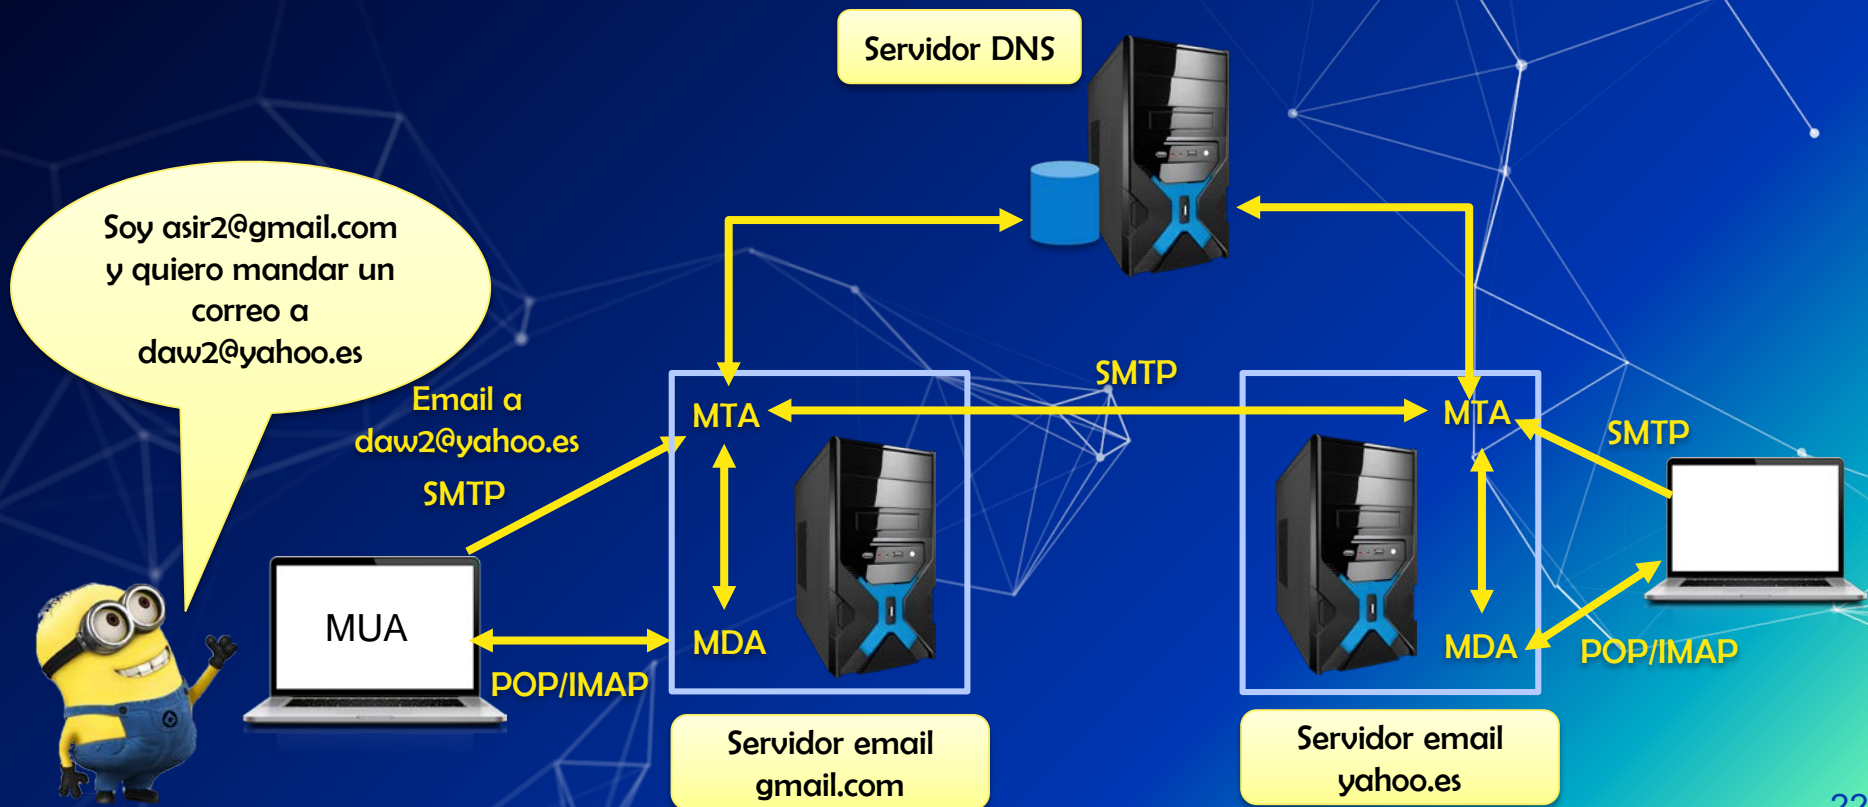 Servidor DNS
Soy asir2@gmail.com
y quiero mandar un
correo a
daw2@yahoo.es
Email a
daw2@yahoo.es
SMTP
MUA
POP/IMAP
MTA
MDA
Servidor email
gmail.com
SMTP
MTA
MDA
SMTP
POP/IMAP
Servidor email
yahoo.es